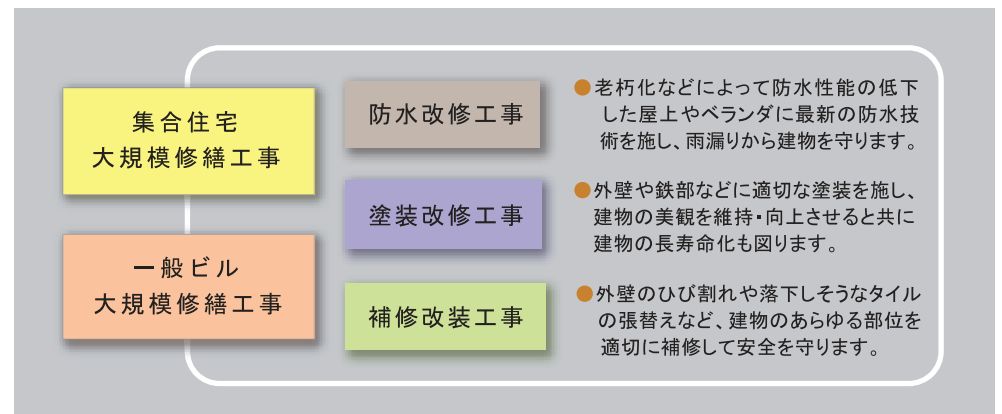 集合住宅
大規模修繕工事
一般ビル
大規模修繕工事
防水改修工事
●老朽化などによって防水性能の低下
した屋上やベランダに最新の防水技
術を施し、雨漏りから建物を守ります。
塗装改修工事
●外壁や鉄部などに適切な塗装を施し、
建物の美観を維持・向上させると共に
建物の長寿命化も図ります。
補修改装工事
●外壁のひび割れや落下しそうなタイル
の張替えなど、建物のあらゆる部位を
適切に補修して安全を守ります。